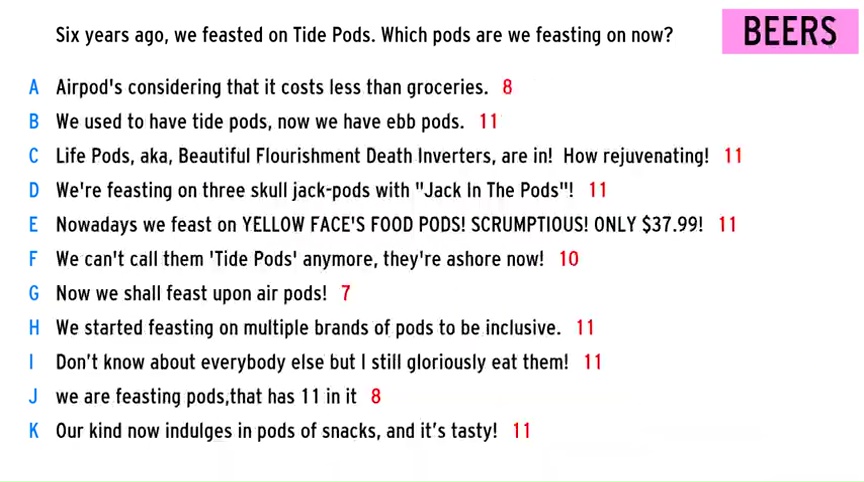 Six years ago, we feasted on Tide Pods. Which pods are we feasting on now?
BEERS
A Airpod's considering that it costs less than groceries. 8
B We used to have tide pods, now we have ebb pods. 11
C Life Pods, aka, Beautiful Flourishment Death Inverters, are in! How rejuvenating! 11
D We're feasting on three skull jack-pods with "Jack In The Pods"! 11
E Nowadays we feast on YELLOW FACE'S FOOD PODS! SCRUMPTIOUS! ONLY $37.99! 11
F We can't call them 'Tide Pods' anymore, they're ashore now! 10
G Now we shall feast upon air pods! 7
H We started feasting on multiple brands of pods to be inclusive. 11
I Don't know about everybody else but I still gloriously eat them! 11
J we are feasting pods,that has 11 in it 8
K Our kind now indulges in pods of snacks, and it's tasty! 11